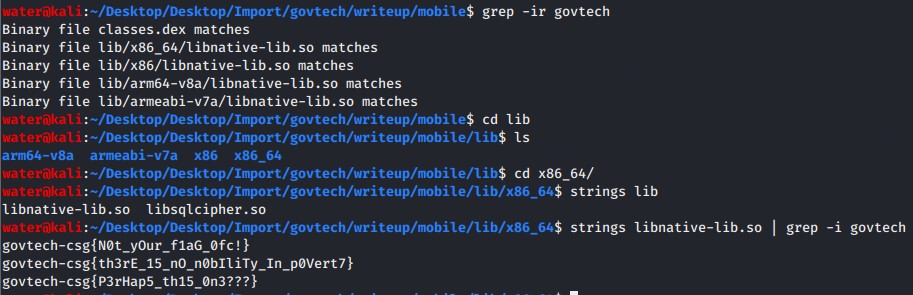 water@kali:~/Desktop/Desktop/Import/govtech/writeup/mobile$ grep -ir govtech
Binary file classes.dex matches
Binary file lib/x86_64/libnative-lib.so matches
Binary file lib/x86/libnative-lib.so matches
Binary file lib/arm64-v8a/libnative-lib.so matches
Binary file lib/armeabi-v7a/libnative-lib.so matches
water@kali:~/Desktop/Desktop/Import/govtech/writeup/mobile$ cd lib
water@kali:~/Desktop/Desktop/Import/govtech/writeup/mobile/lib$ ls
arm64-v8a  armeabi-v7a  x86  x86_64
water@kali:~/Desktop/Desktop/Import/govtech/writeup/mobile/lib$ cd x86_64/
water@kali:~/Desktop/Desktop/Import/govtech/writeup/mobile/lib/x86_64$ strings lib
libnative-lib.so  libsqlcipher.so
water@kali:~/Desktop/Desktop/Import/govtech/writeup/mobile/lib/x86_64$ strings libnative-lib.so | grep -i govtech
govtech-csg{N0t_yOur_f1aG_0fc!}
govtech-csg{th3rE_15_nO_n0bIliTy_In_p0Vert7}
govtech-csg{P3rHap5_th15_0n3???}